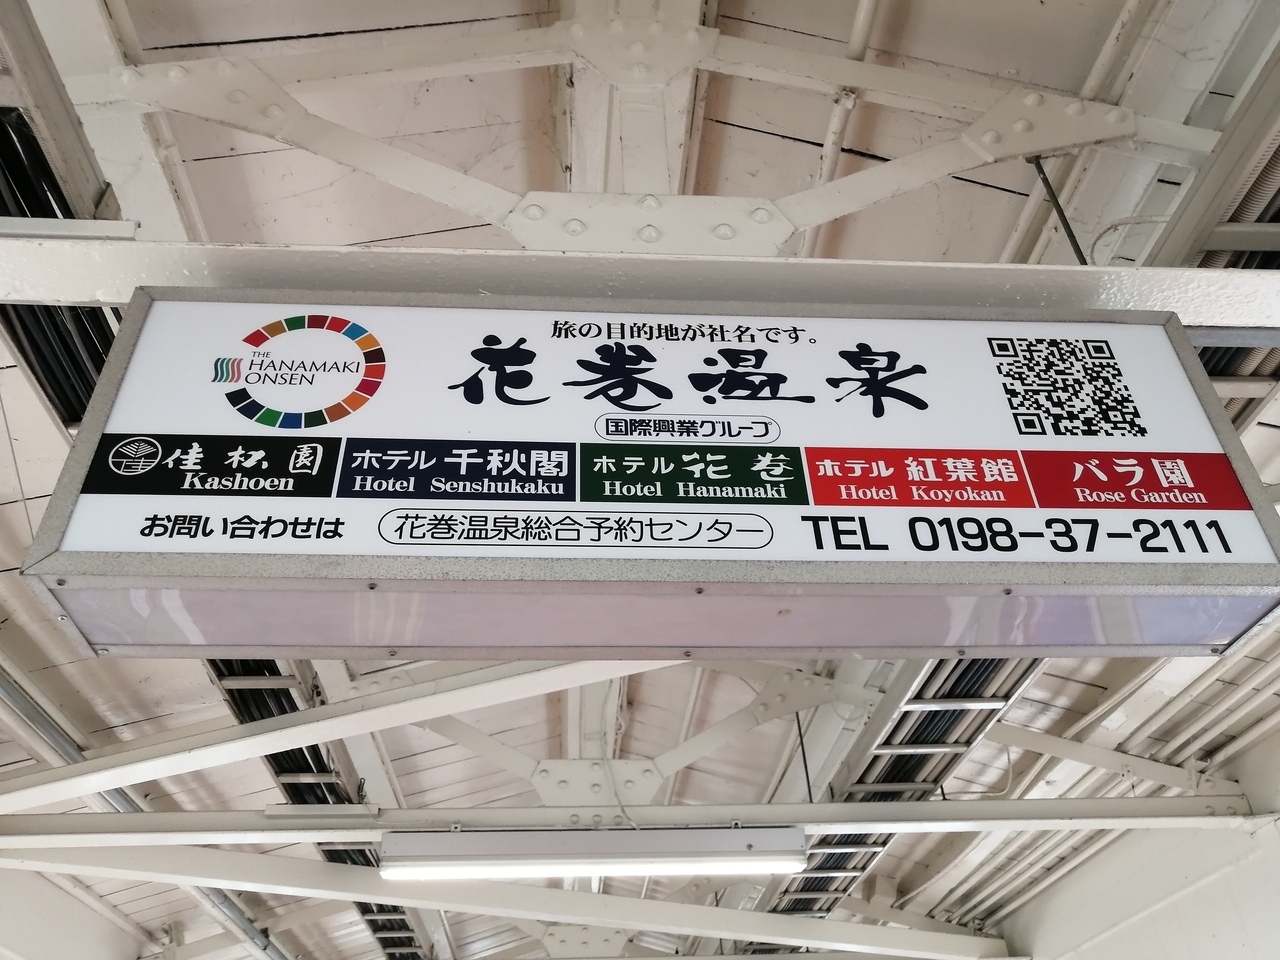 旅の目的地が社名です。
THE
HANAMAKI
ONSEN
花巻温泉
国際興業グループ
佳松園
Kashoen
ホテル 千秋閣
Hotel Senshukaku
ホテル 花巻
Hotel Hanamaki
ホテル 紅葉館
Hotel Koyokan
バラ園
Rose Garden
お問い合わせは 花巻温泉総合予約センター TEL 0198-37-2111